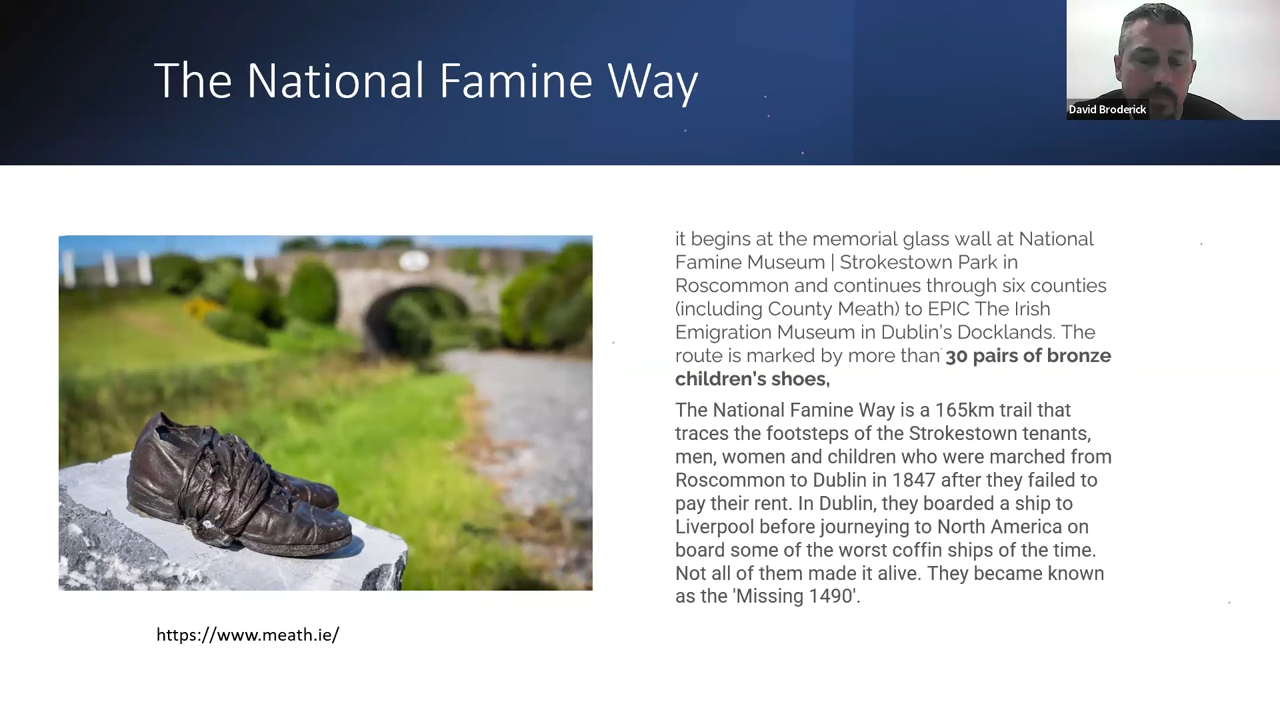 The National Famine Way
David Broderick
it begins at the memorial glass wall at National
Famine Museum | Strokestown Park in
Roscommon and continues through six counties
(including County Meath) to EPIC The Irish
Emigration Museum in Dublin's Docklands. The
route is marked by more than 30 pairs of bronze
children's shoes,
The National Famine Way is a 165km trail that
traces the footsteps of the Strokestown tenants,
men, women and children who were marched from
Roscommon to Dublin in 1847 after they failed to
pay their rent. In Dublin, they boarded a ship to
Liverpool before journeying to North America on
board some of the worst coffin ships of the time.
Not all of them made it alive. They became known
as the 'Missing 1490'.
https://www.meath.ie/